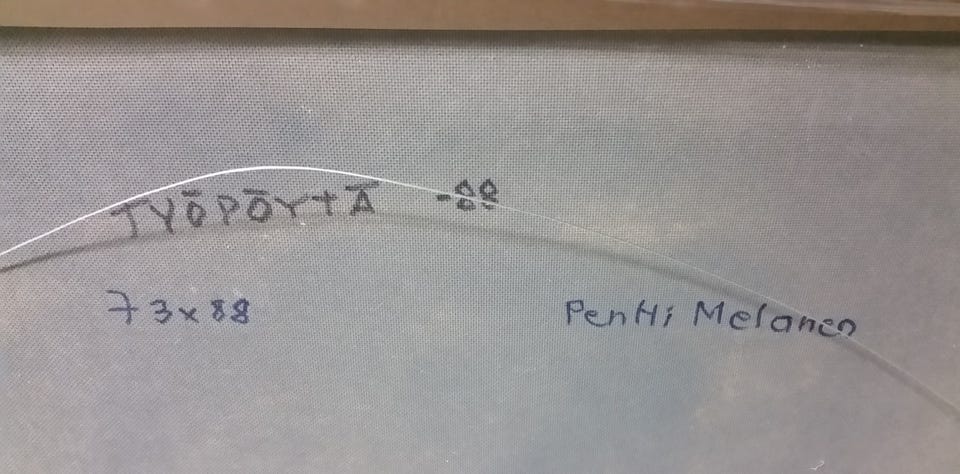 TYÖPÖYTÄ -88
73x88
Pentti Melanen